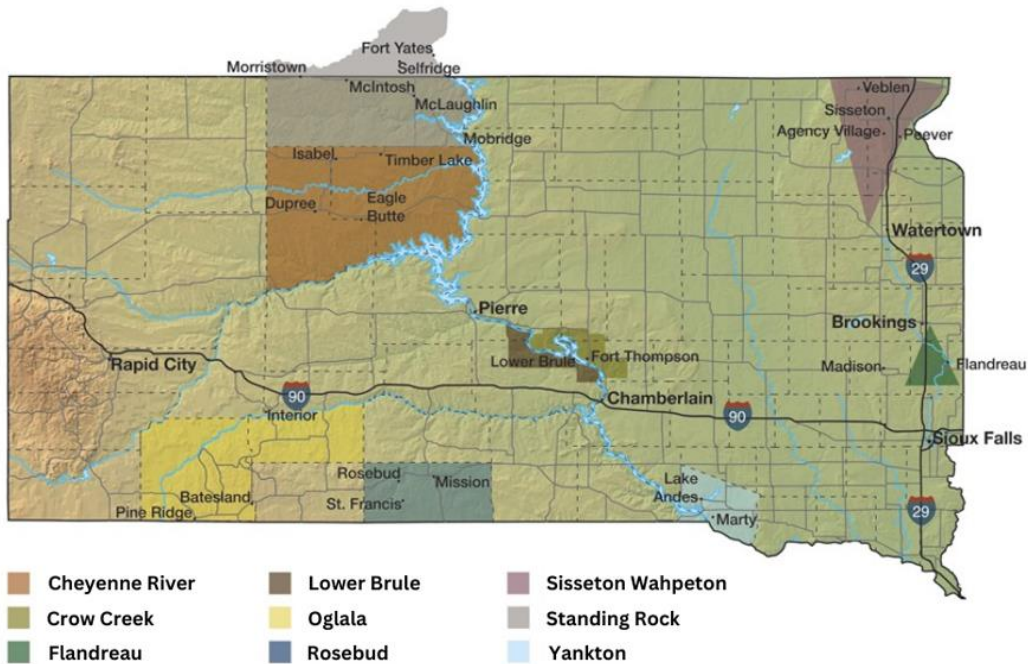 Fort Yates
Morristown
Selfridge
McIntosh
McLaughlin
Mobridge
Veblen
Sisseton
Agency Village
Peever
Isabel
Timber Lake
Dupree
Eagle
Butte
Watertown
29
Pierre
Brookings
Lower Brule
Fort Thompson
Rapid City
Madison
Flandreau
90
Interior
Chamberlain
90
Sioux Falls
Rosebud
Mission
Lake
Andes
Batesland
St. Francis
Pine Ridge
Marty
29
Cheyenne River
Lower Brule
Sisseton Wahpeton
Crow Creek
Oglala
Standing Rock
Flandreau
Rosebud
Yankton